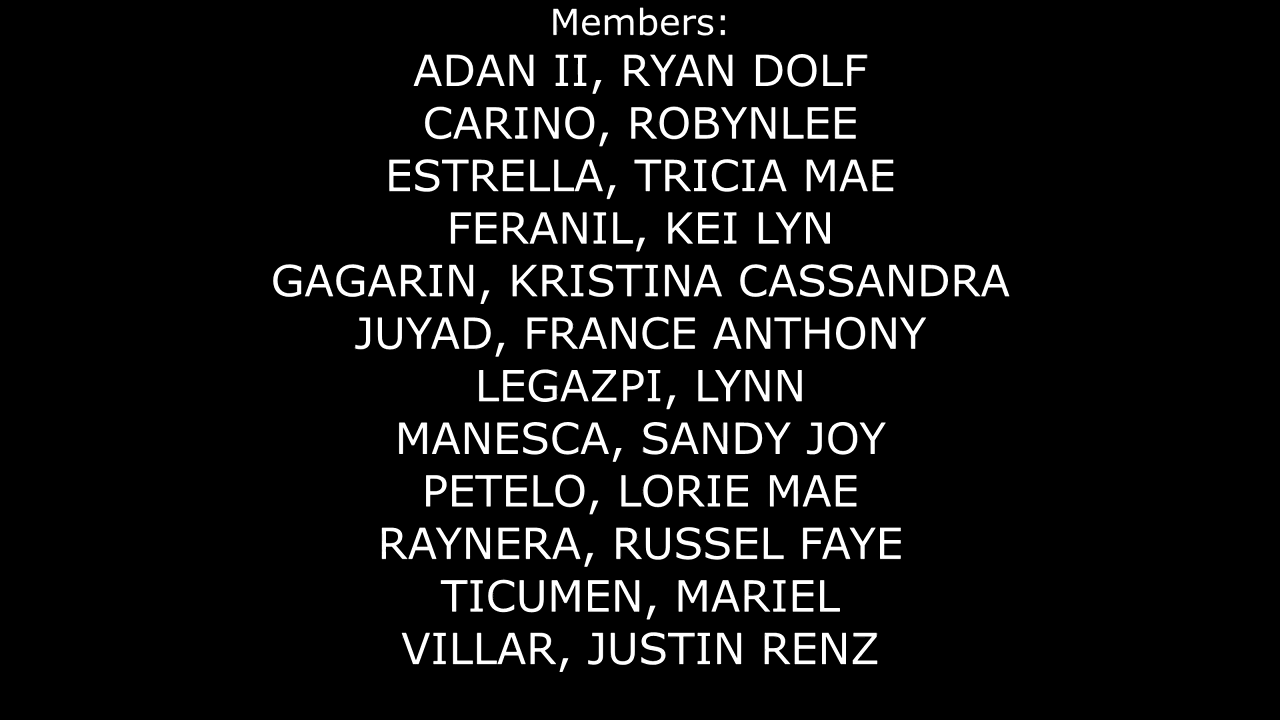 Members:
ADAN II, RYAN DOLF
CARINO, ROBYNLEE
ESTRELLA, TRICIA MAE
FERANIL, KEI LYN
GAGARIN, KRISTINA CASSANDRA
JUYAD, FRANCE ANTHONY
LEGAZPI, LYNN
MANESCA, SANDY JOY
PETELO, LORIE MAE
RAYNERA, RUSSEL FAYE
TICUMEN, MARIEL
VILLAR, JUSTIN RENZ